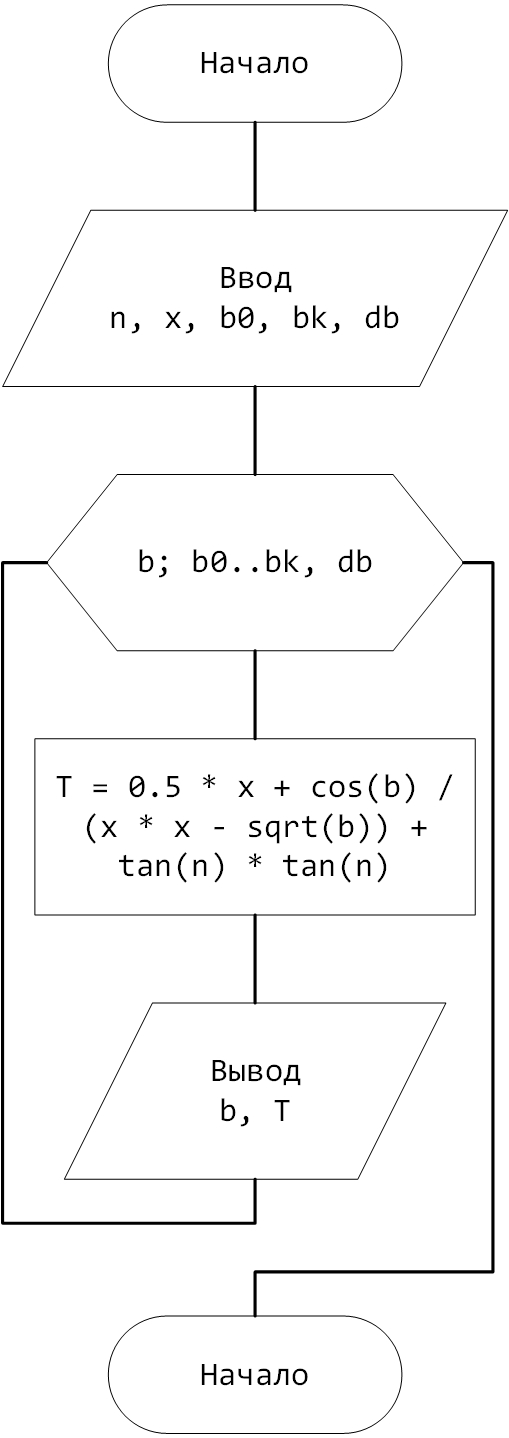 Начало
Ввод
n, x, b0, bk, db
b; b0..bk, db
T = 0.5 * x + cos(b) /
(x * x - sqrt(b)) +
tan(n) * tan(n)
Вывод
b, T
Начало